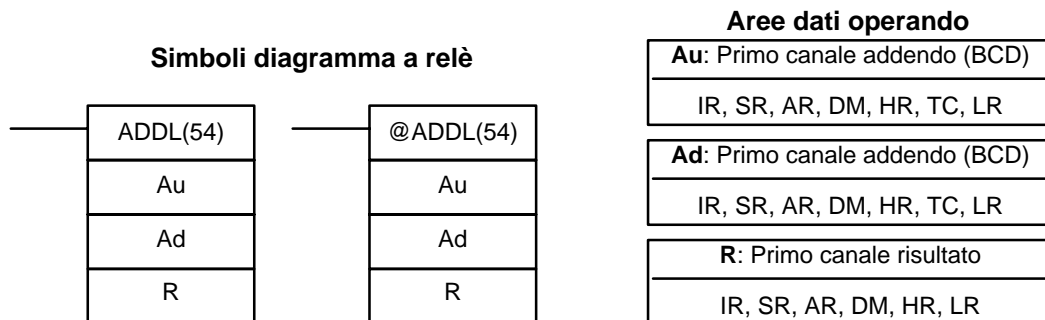 Simboli diagramma a relè
ADDL(54)
Au
Ad
R
@ADDL(54)
Au
Ad
R
Aree dati operando
Au: Primo canale addendo (BCD)
IR, SR, AR, DM, HR, TC, LR
Ad: Primo canale addendo (BCD)
IR, SR, AR, DM, HR, TC, LR
R: Primo canale risultato
IR, SR, AR, DM, HR, LR